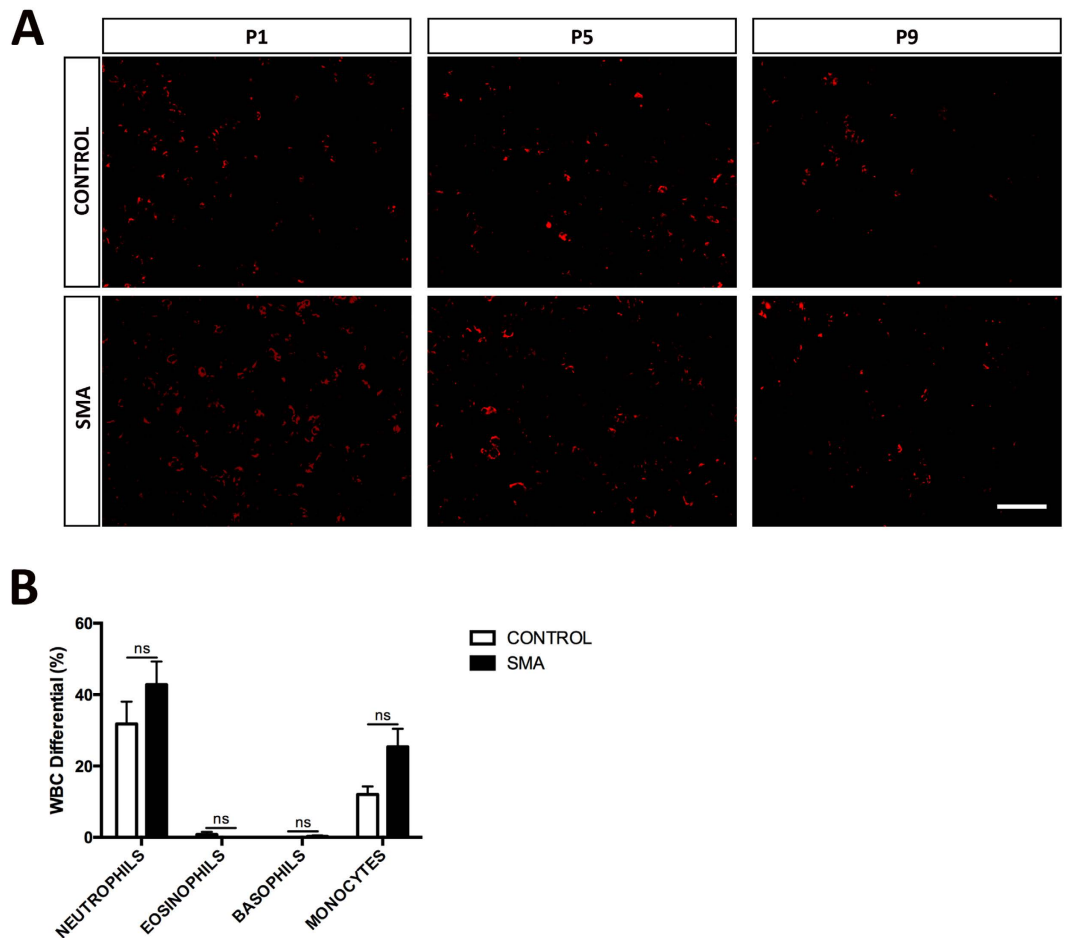 A
P1 P5 P9
CONTROL
SMA
B
60
40
20
0
WBC Differential (%)
ns
ns
ns
ns
NEUTROPHILS
EOSINOPHILS
BASOPHILS
MONOCYTES
CONTROL
SMA